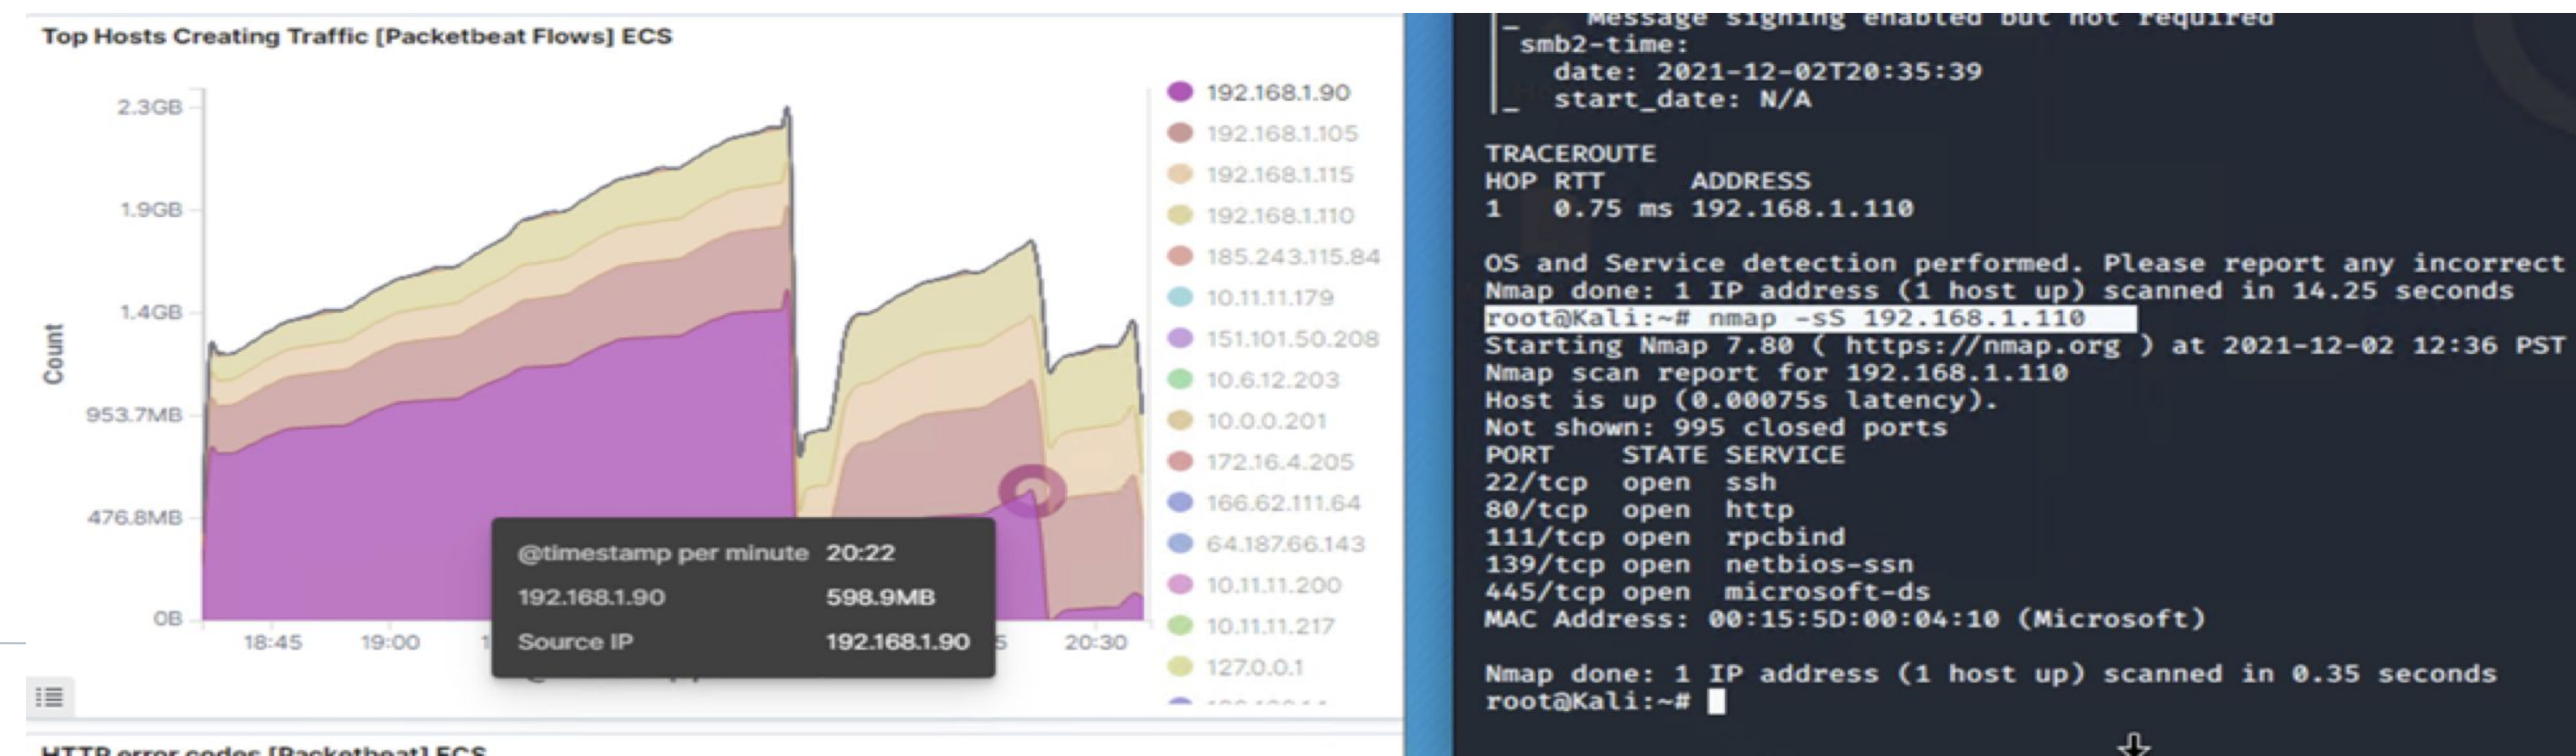 Top Hosts Creating Traffic [Packetbeat Flows] ECS
Count
2.3GB
1.9GB
1.4GB
953.7MB
476.8MB
0B
18:45
19:00
20:30
@timestamp per minute 20:22
192.168.1.90 598.9MB
Source IP 192.168.1.90
192.168.1.90
192.168.1.105
192.168.1.115
192.168.1.110
185.243.115.84
10.11.11.179
151.101.50.208
10.6.12.203
10.0.0.201
172.16.4.205
166.62.111.64
64.187.66.143
10.11.11.200
10.11.11.217
127.0.0.1
HTTP error codes [Packetbeat] ECS
|_    Message signing enabled but not required
| smb2-time:
|   date: 2021-12-02T20:35:39
|_  start_date: N/A
TRACEROUTE
HOP RTT     ADDRESS
1   0.75 ms 192.168.1.110
OS and Service detection performed. Please report any incorrect
Nmap done: 1 IP address (1 host up) scanned in 14.25 seconds
root@Kali:~# nmap -sS 192.168.1.110
Starting Nmap 7.80 ( https://nmap.org ) at 2021-12-02 12:36 PST
Nmap scan report for 192.168.1.110
Host is up (0.00075s latency).
Not shown: 995 closed ports
PORT    STATE SERVICE
22/tcp  open  ssh
80/tcp  open  http
111/tcp open  rpcbind
139/tcp open  netbios-ssn
445/tcp open  microsoft-ds
MAC Address: 00:15:5D:00:04:10 (Microsoft)
Nmap done: 1 IP address (1 host up) scanned in 0.35 seconds
root@Kali:~#